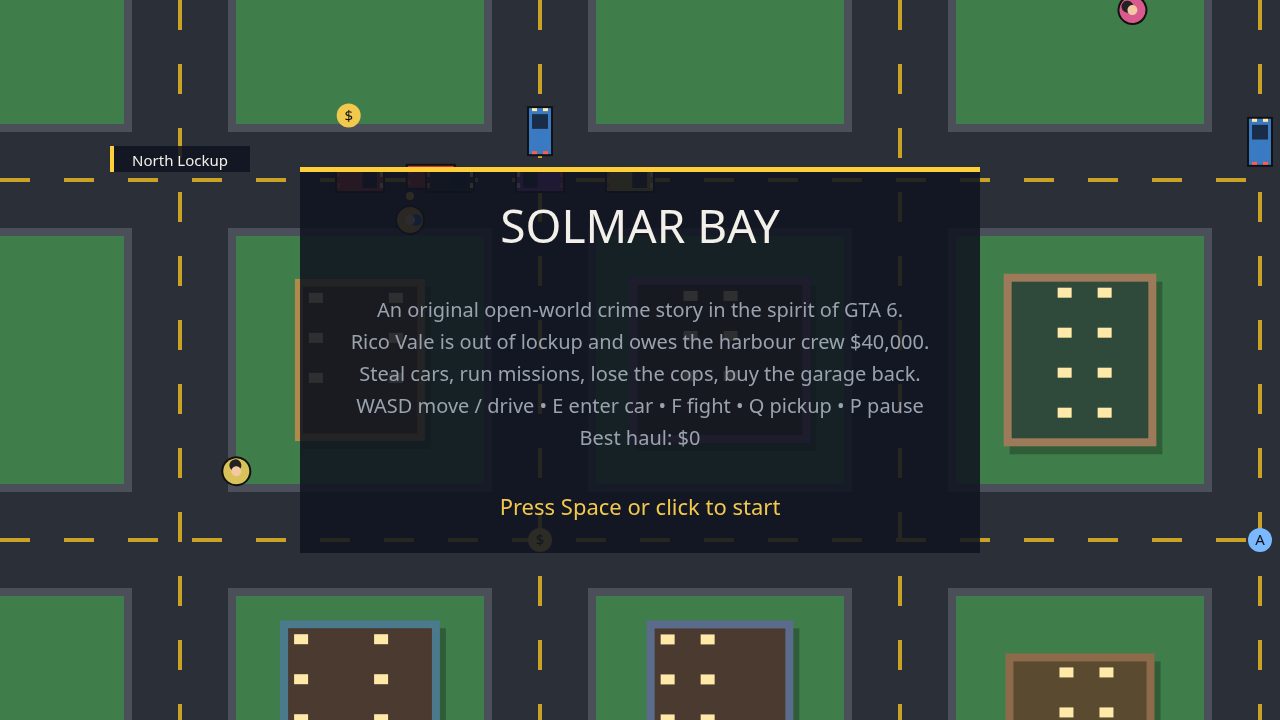 $
North Lockup
SOLMAR BAY
An original open-world crime story in the spirit of GTA 6.
Rico Vale is out of lockup and owes the harbour crew $40,000.
Steal cars, run missions, lose the cops, buy the garage back.
WASD move / drive • E enter car • F fight • Q pickup • P pause
Best haul: $0
Press Space or click to start
$
A